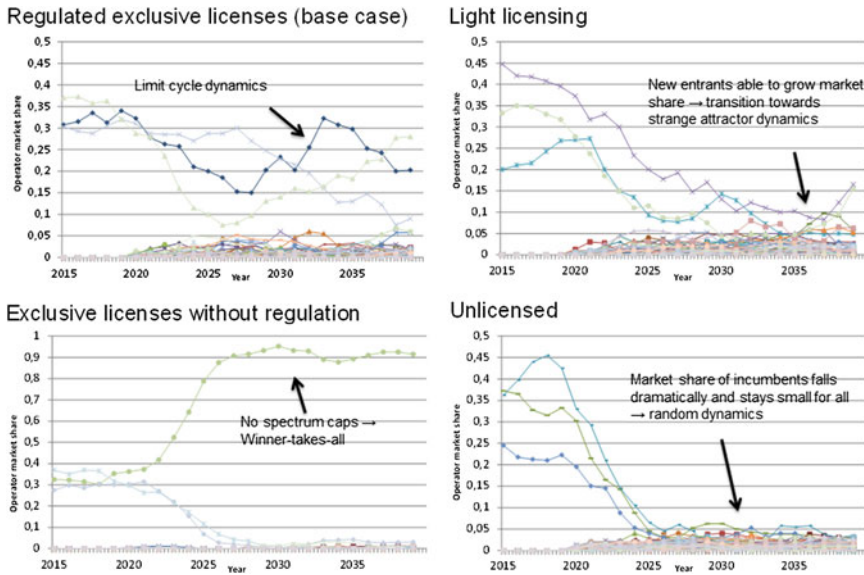 Regulated exclusive licenses (base case)
0,5
0,45
0,4
0,35
0,3
0,25
0,2
0,15
0,1
0,05
0
Operator market share
Limit cycle dynamics
2015 2020 2025 2030 2035
Year
Light licensing
0,5
0,45
0,4
0,35
0,3
0,25
0,2
0,15
0,1
0,05
0
Operator market share
New entrants able to grow market
share → transition towards
strange attractor dynamics
2015 2020 2025 2030 2035
Year
Exclusive licenses without regulation
1
0,9
0,8
0,7
0,6
0,5
0,4
0,3
0,2
0,1
0
Operator market share
No spectrum caps →
Winner-takes-all
2015 2020 2025 2030 2035
Year
Unlicensed
0,5
0,45
0,4
0,35
0,3
0,25
0,2
0,15
0,1
0,05
0
Operator market share
Market share of incumbents falls
dramatically and stays small for all
→ random dynamics
2015 2020 2025 2030 2035
Year